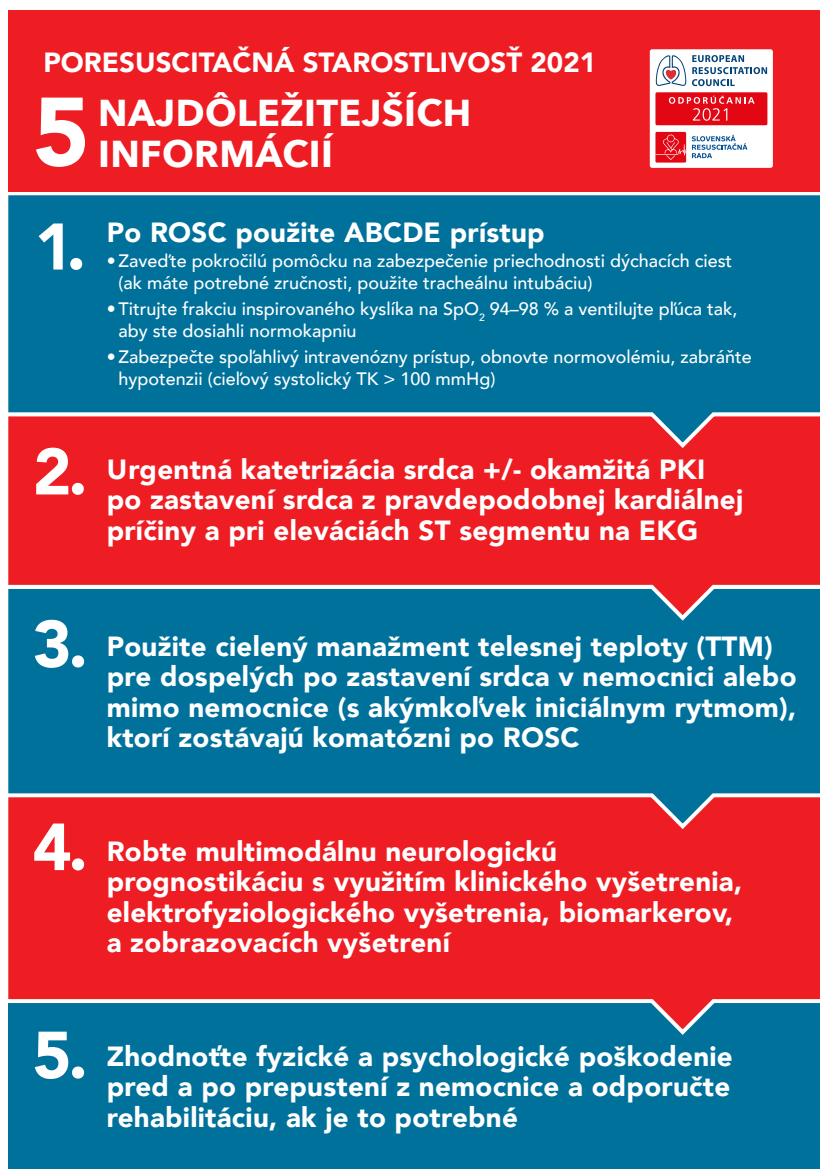 PORESUSCITAČNÁ STAROSTLIVOSŤ 2021
5 NAJDÔLEŽITEJŠÍCH
INFORMÁCIÍ
EUROPEAN
RESUSCITATION
COUNCIL
ODPORÚČANIA
2021
SLOVENSKÁ
RESUSCITAČNÁ
RADA
1. Po ROSC použite ABCDE prístup
• Zaveďte pokročilú pomôcku na zabezpečenie priechodnosti dýchacích ciest
(ak máte potrebné zručnosti, použite tracheálnu intubáciu)
• Titrujte frakciu inspirovaného kyslíka na SpO₂ 94–98 % a ventilujte pľúca tak,
aby ste dosiahli normokapniu
• Zabezpečte spoľahlivý intravenózny prístup, obnovte normovolémiu, zabráňte
hypotenzii (cieľový systolický TK > 100 mmHg)
2. Urgentná katetrizácia srdca +/- okamžitá PKI
po zastavení srdca z pravdepodobnej kardiálnej
príčiny a pri eleváciách ST segmentu na EKG
3. Použite cielený manažment telesnej teploty (TTM)
pre dospelých po zastavení srdca v nemocnici alebo
mimo nemocnice (s akýmkoľvek iniciálnym rytmom),
ktorí zostávajú komatózni po ROSC
4. Robte multimodálnu neurologickú
prognostikáciu s využitím klinického vyšetrenia,
elektrofyziologického vyšetrenia, biomarkerov,
a zobrazovacích vyšetrení
5. Zhodnoťte fyzické a psychologické poškodenie
pred a po prepustení z nemocnice a odporučte
rehabilitáciu, ak je to potrebné